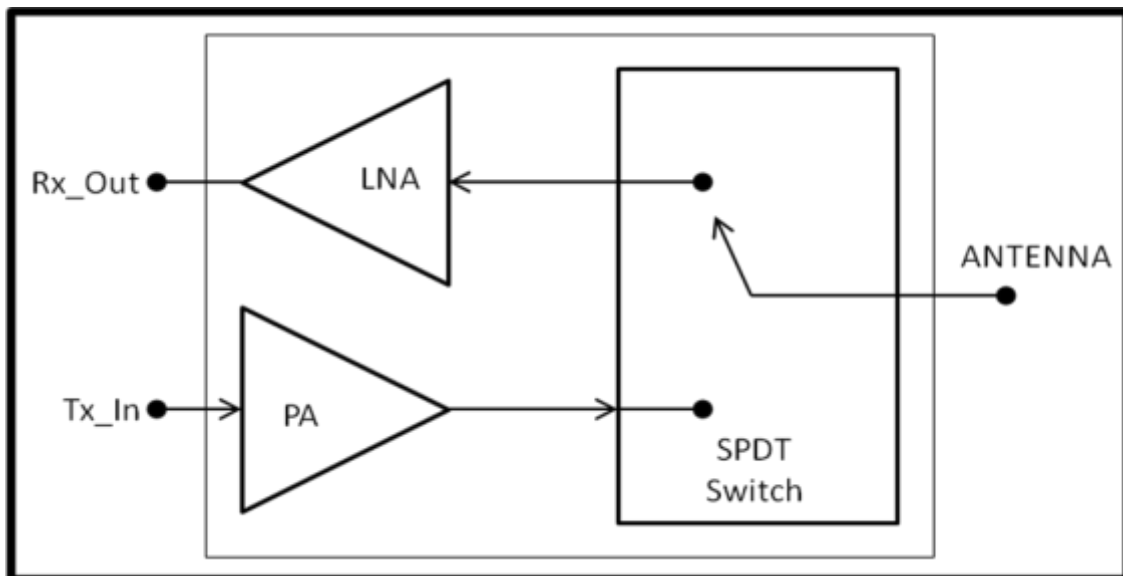 LNA
Rx_Out
ANTENNA
Tx_In
PA
SPDT
Switch